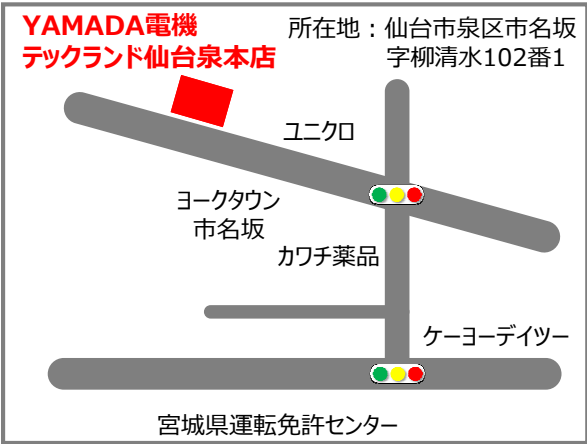 YAMADA電機
テックランド仙台泉本店
所在地：仙台市泉区市名坂
字柳清水102番1
ユニクロ
ヨークタウン
市名坂
カワチ薬品
ケーヨーデイツー
宮城県運転免許センター